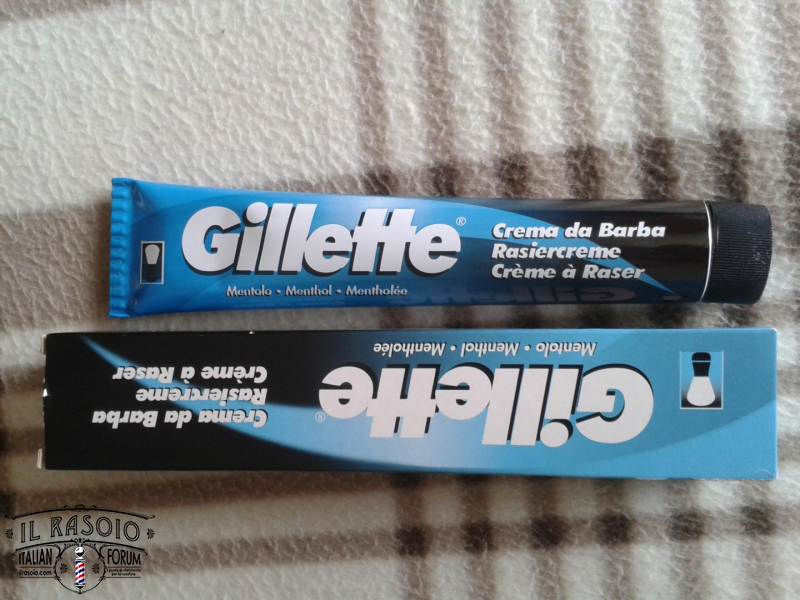 Gillette®
Mentolo • Menthol • Mentholée
Crema da Barba
Rasiercreme
Crème à Raser
Gillette®
Mentolo • Menthol • Mentholée
Crema da Barba
Rasiercreme
Crème à Raser
IL RASOIO
ITALIAN FORUM
ilrasoio.com